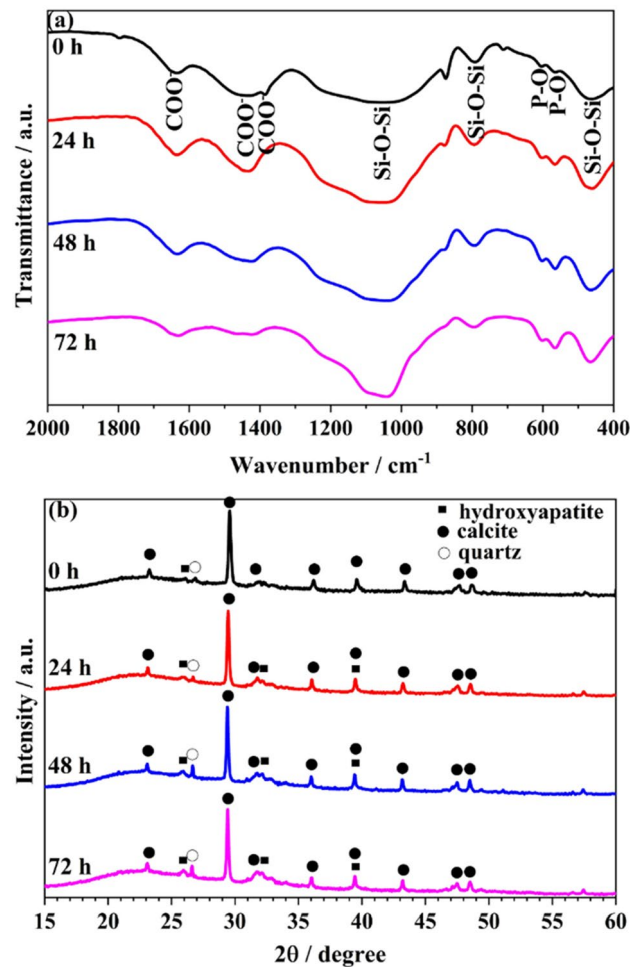 (a)
0 h
COO⁻
COO⁻
COO⁻
Si-O-Si
Si-O-Si
P-O
P-O
Si-O-Si
24 h
48 h
72 h
Transmittance / a.u.
2000 1800 1600 1400 1200 1000 800 600 400
Wavenumber / cm⁻¹
(b)
hydroxyapatite
calcite
quartz
0 h
24 h
48 h
72 h
Intensity / a.u.
15 20 25 30 35 40 45 50 55 60
2θ / degree